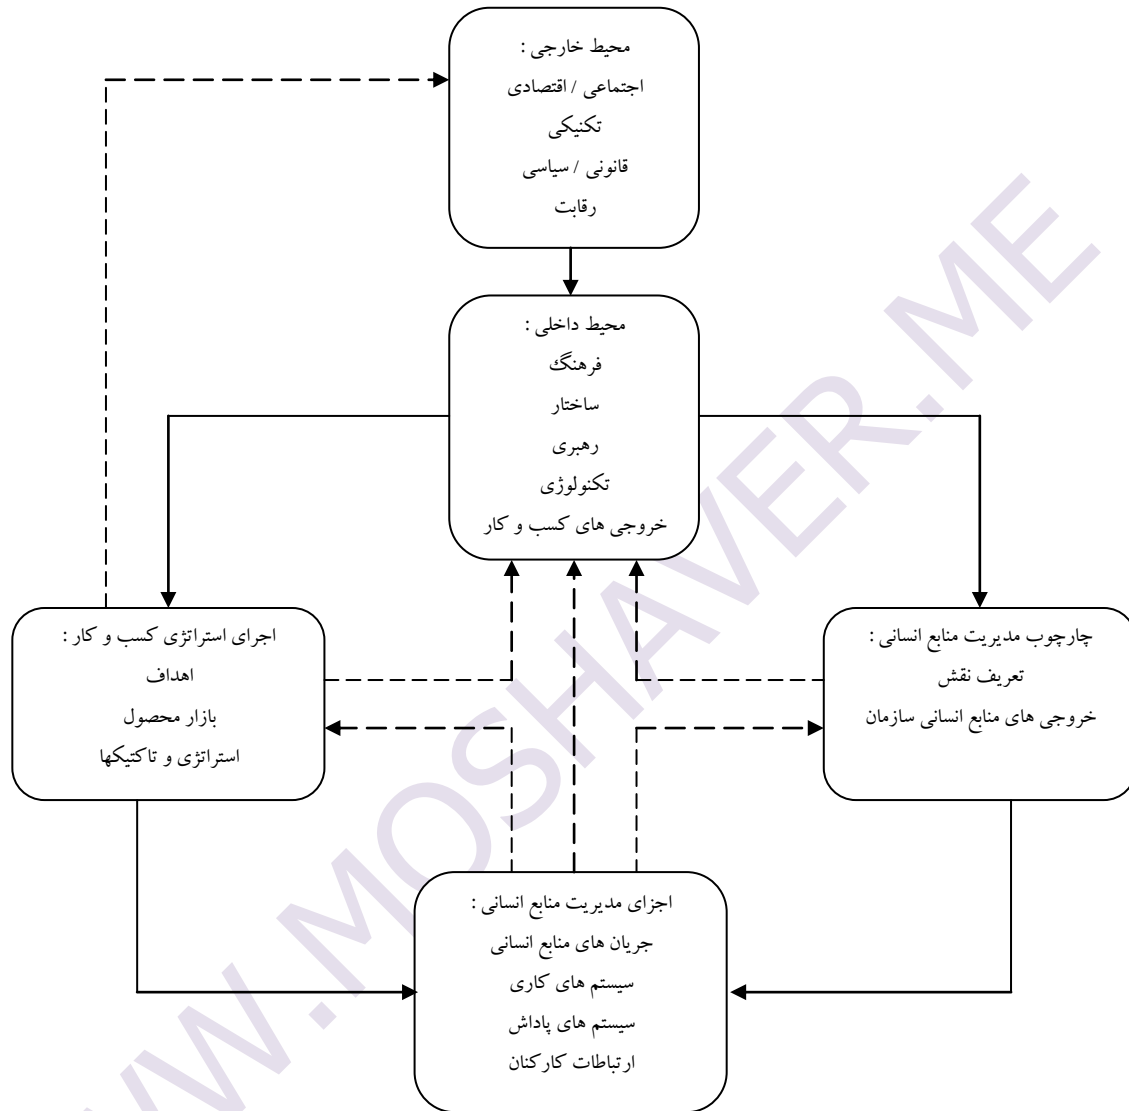 محیط خارجی :
اجتماعی / اقتصادی
تکنیکی
قانونی / سیاسی
رقابت
محیط داخلی :
فرهنگ
ساختار
رهبری
تکنولوژی
خروجی های کسب و کار
چارچوب مدیریت منابع انسانی :
تعریف نقش
خروجی های منابع انسانی سازمان
اجرای استراتژی کسب و کار :
اهداف
بازار محصول
استراتژی و تاکتیکها
اجزای مدیریت منابع انسانی :
جریان های منابع انسانی
سیستم های کاری
سیستم های پاداش
ارتباطات کارکنان
W.MOSHAVER.ME